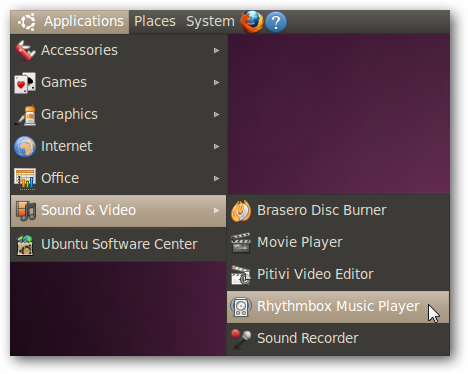 Applications Places System ?
Accessories
Games
Graphics
Internet
Office
Sound & Video
Ubuntu Software Center
Brasero Disc Burner
Movie Player
Pitivi Video Editor
Rhythmbox Music Player
Sound Recorder